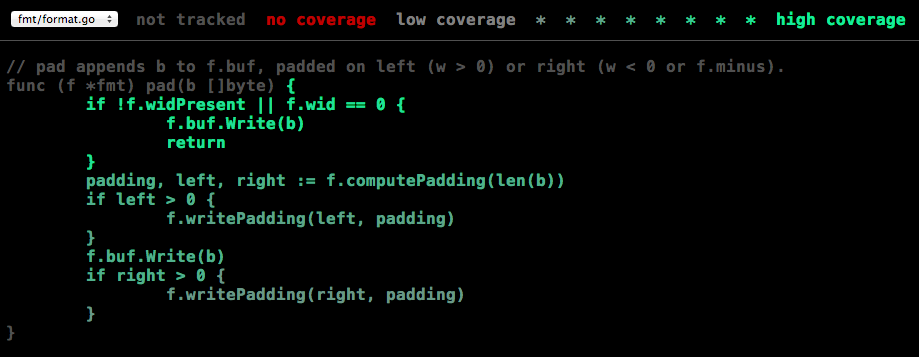 fmt/format.go not tracked no coverage low coverage * * * * * * * * high coverage
// pad appends b to f.buf, padded on left (w > 0) or right (w < 0 or f.minus).
func (f *fmt) pad(b []byte) {
        if !f.widPresent || f.wid == 0 {
                f.buf.Write(b)
                return
        }
        padding, left, right := f.computePadding(len(b))
        if left > 0 {
                f.writePadding(left, padding)
        }
        f.buf.Write(b)
        if right > 0 {
                f.writePadding(right, padding)
        }
}